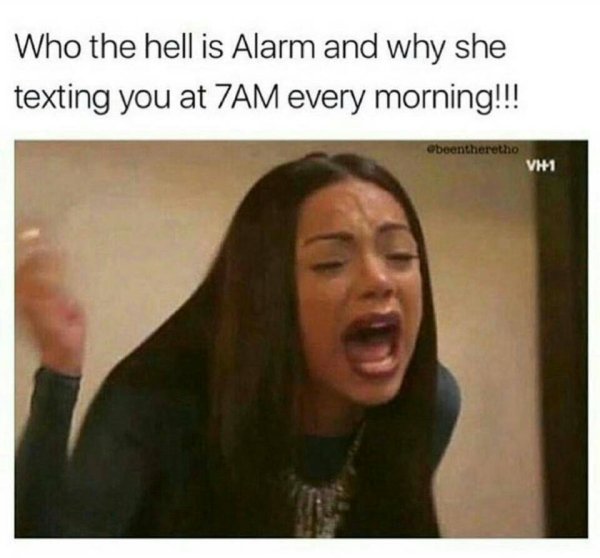 Who the hell is Alarm and why she
texting you at 7AM every morning!!!
@beentheretho
VH1